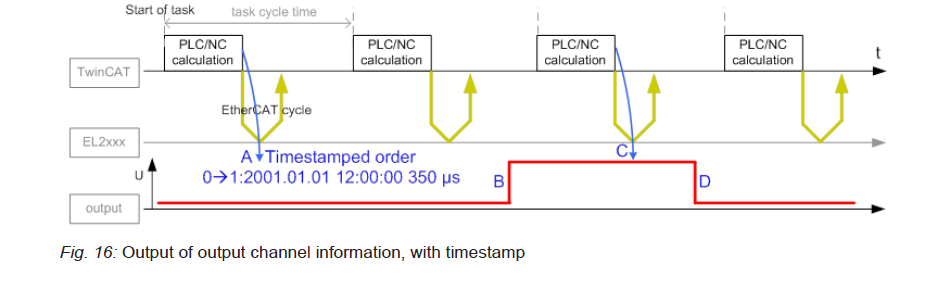 Start of task
task cycle time
PLC/NC
calculation
PLC/NC
calculation
PLC/NC
calculation
PLC/NC
calculation
t
TwinCAT
EtherCAT cycle
EL2xxx
A Timestamped order
0→1:2001.01.01 12:00:00 350 µs
C
U
B
D
output
Fig. 16: Output of output channel information, with timestamp